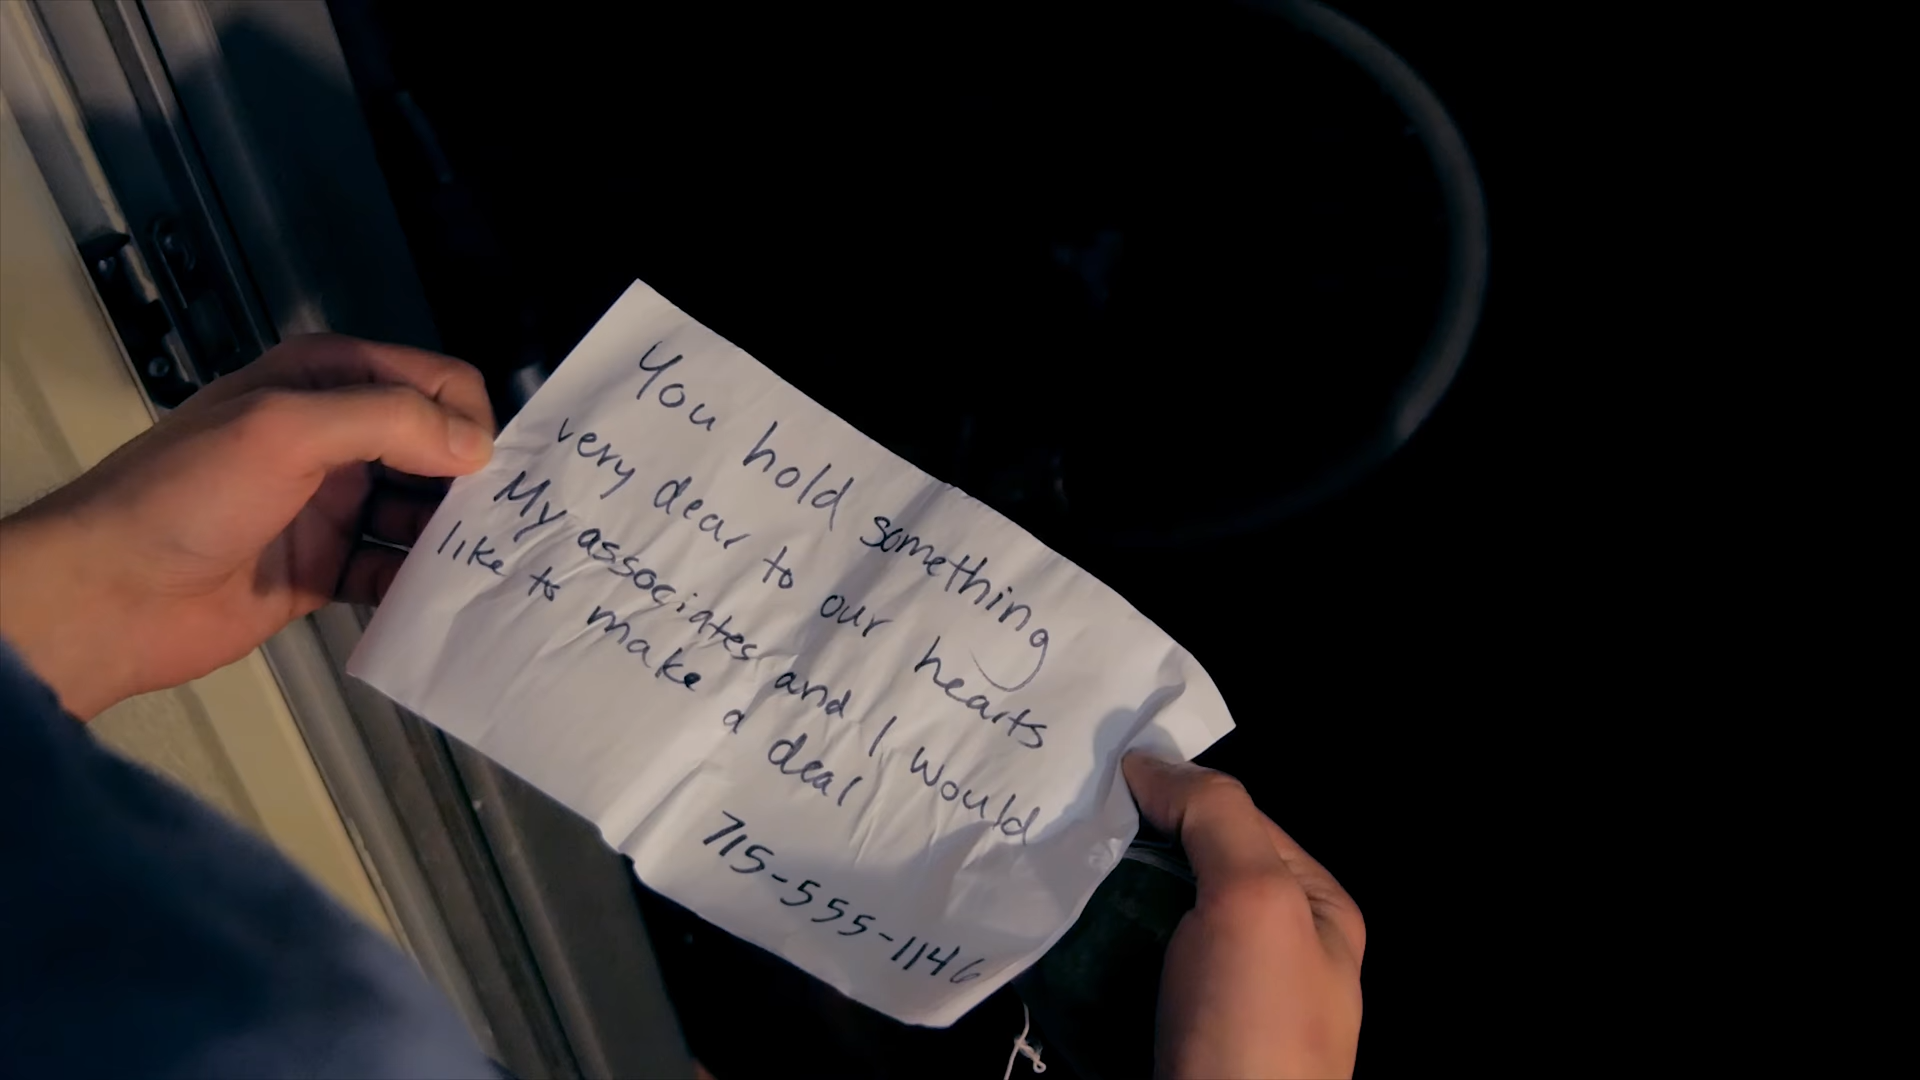 You hold something
very dear to our hearts
My associates and I, would
like to make a deal
715-555-1146